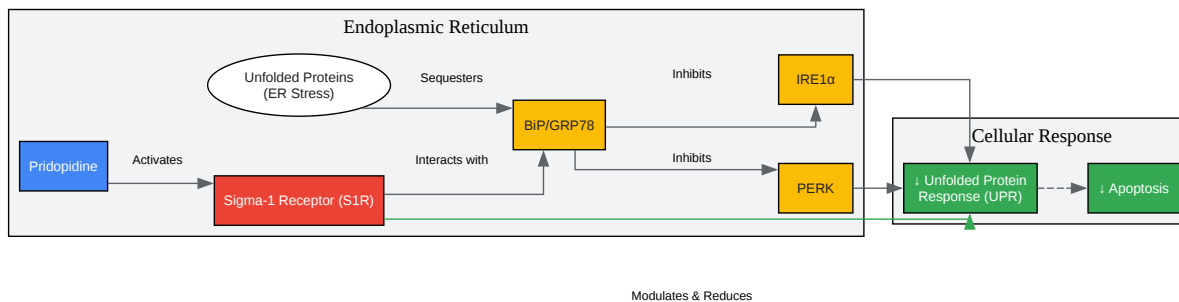 Endoplasmic Reticulum
Unfolded Proteins
(ER Stress)
Sequesters
Inhibits
IRE1α
BiP/GRP78
Cellular Response
Pridopidine
Activates
Interacts with
Inhibits
PERK
Sigma-1 Receptor (S1R)
↓ Unfolded Protein
Response (UPR)
↓ Apoptosis
Modulates & Reduces